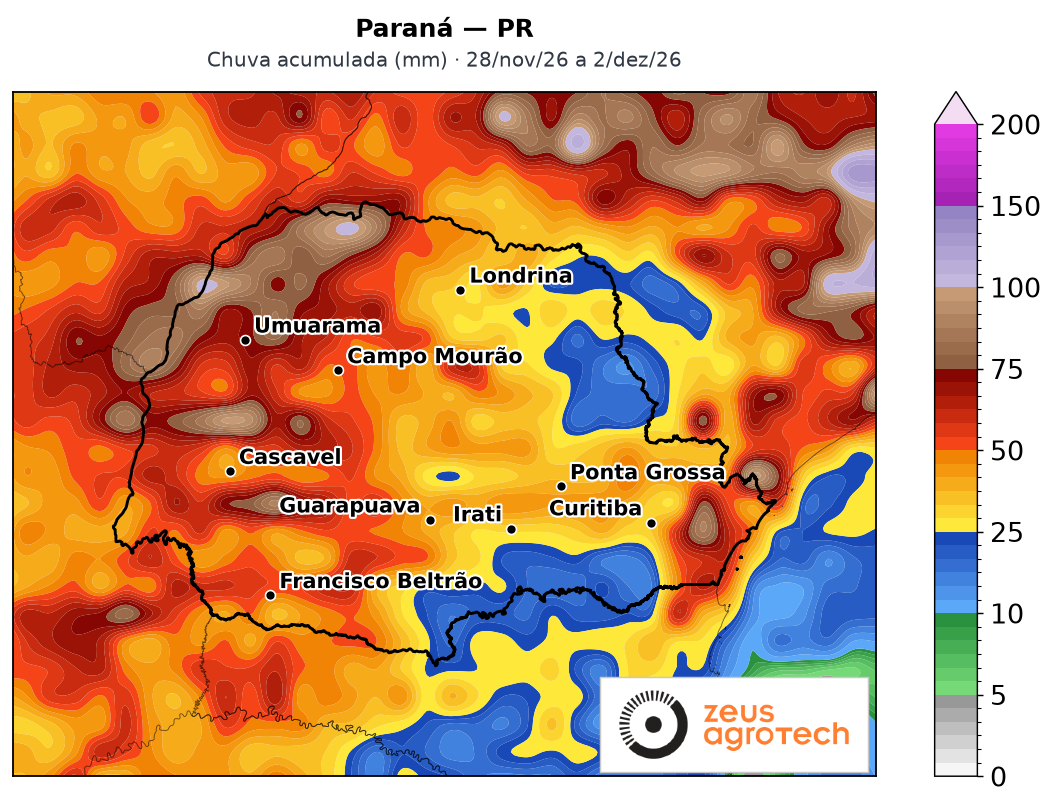 Paraná — PR
Chuva acumulada (mm) · 28/nov/26 a 2/dez/26
200
150
100
75
50
25
10
5
0
Londrina
Umuarama
Campo Mourão
Cascavel
Ponta Grossa
Guarapuava
Irati
Curitiba
Francisco Beltrão
zeus
agrotech